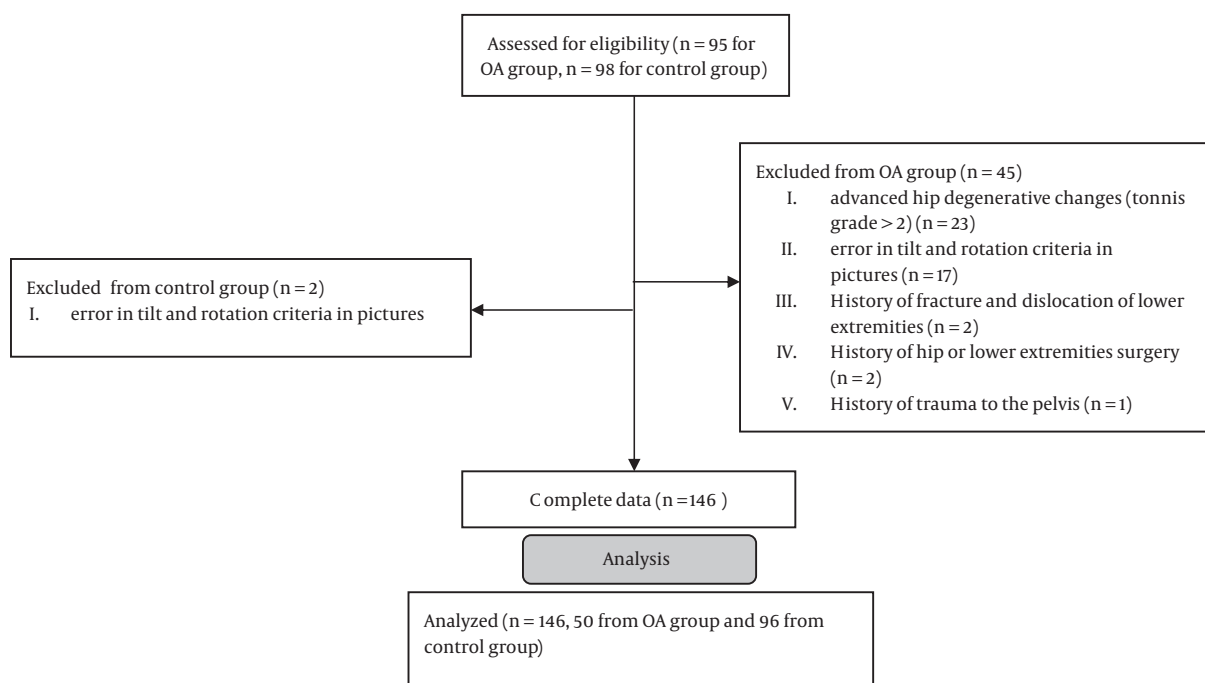 Assessed for eligibility (n = 95 for
OA group, n = 98 for control group)
Excluded from OA group (n = 45)
I. advanced hip degenerative changes (tonnis
grade > 2) (n = 23)
II. error in tilt and rotation criteria in
pictures (n = 17)
III. History of fracture and dislocation of lower
extremities (n = 2)
IV. History of hip or lower extremities surgery
(n = 2)
V. History of trauma to the pelvis (n = 1)
Excluded from control group (n = 2)
I. error in tilt and rotation criteria in pictures
C omplete data (n =146 )
Analysis
Analyzed (n = 146, 50 from OA group and 96 from
control group)